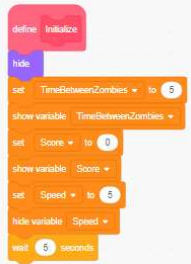 define Initialize
hide
set TimeBetweenZombies to 5
show variable TimeBetweenZombies
set Score to 0
show variable Score
set Speed to 5
hide variable Speed
wait 5 seconds